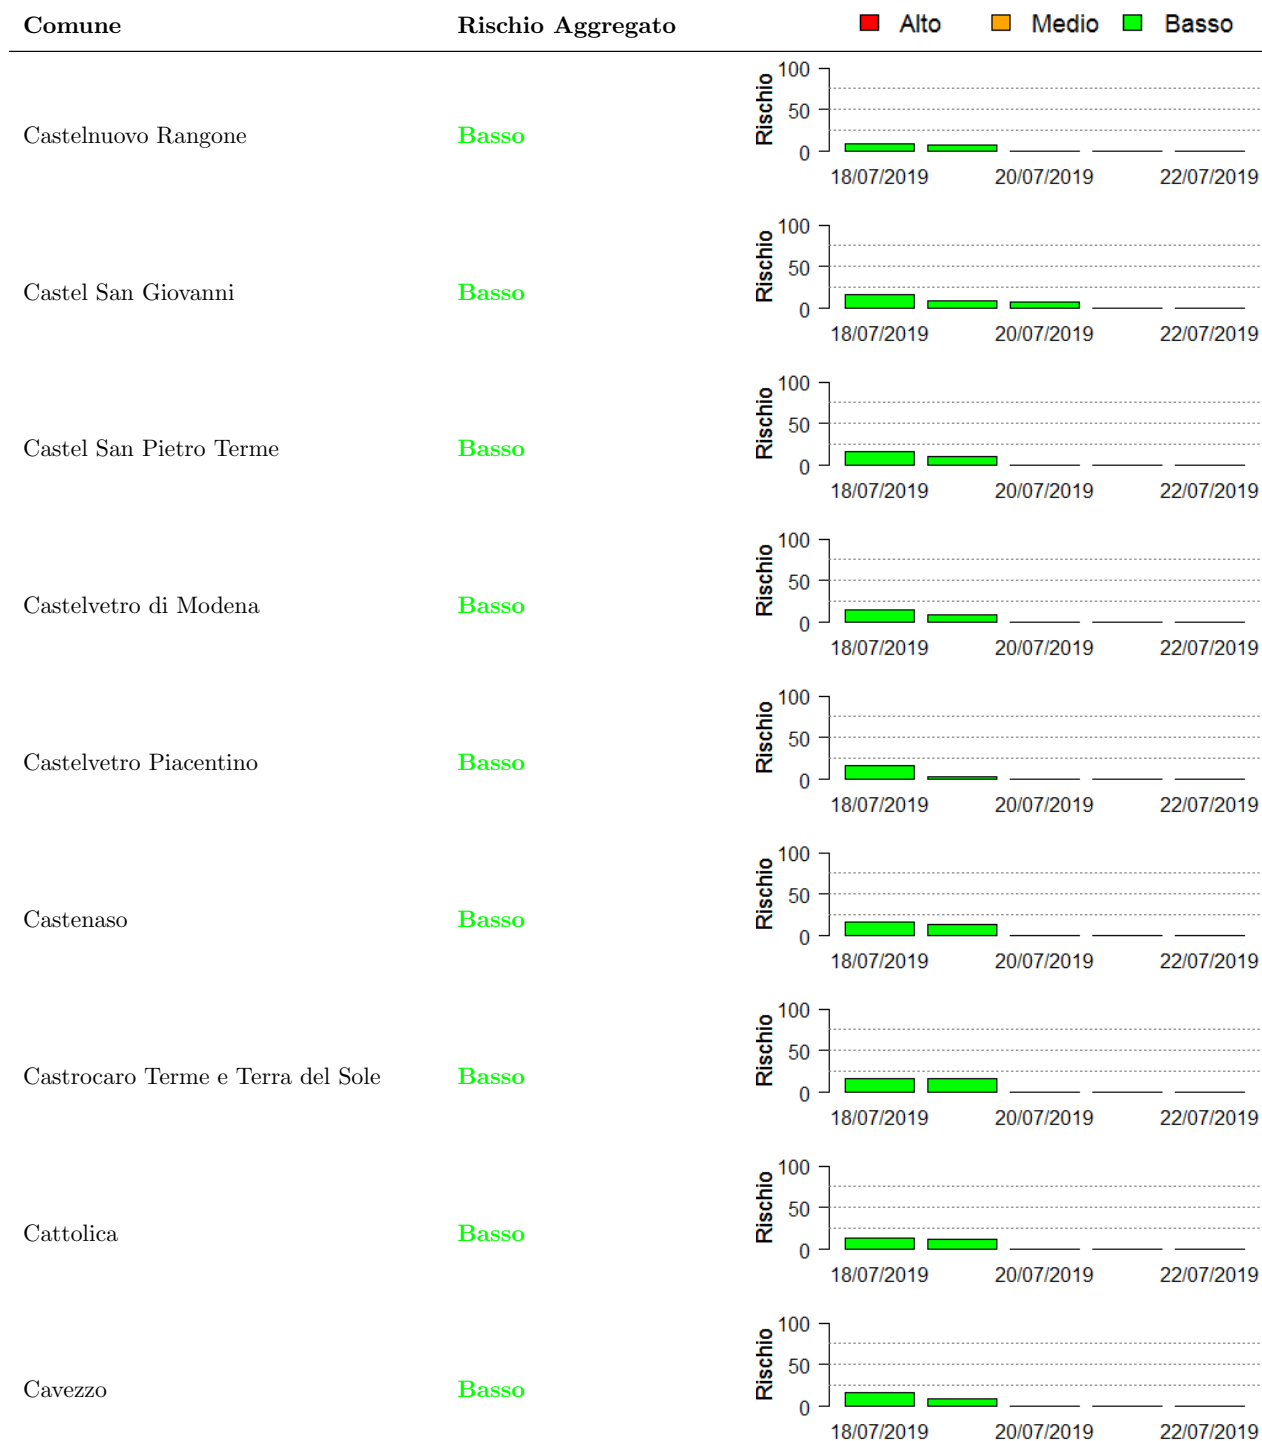 Comune Rischio Aggregato Alto Medio Basso
Castelnuovo Rangone Basso
Rischio
100
50
0
18/07/2019 20/07/2019 22/07/2019
Castel San Giovanni Basso
Rischio
100
50
0
18/07/2019 20/07/2019 22/07/2019
Castel San Pietro Terme Basso
Rischio
100
50
0
18/07/2019 20/07/2019 22/07/2019
Castelvetro di Modena Basso
Rischio
100
50
0
18/07/2019 20/07/2019 22/07/2019
Castelvetro Piacentino Basso
Rischio
100
50
0
18/07/2019 20/07/2019 22/07/2019
Castenaso Basso
Rischio
100
50
0
18/07/2019 20/07/2019 22/07/2019
Castrocaro Terme e Terra del Sole Basso
Rischio
100
50
0
18/07/2019 20/07/2019 22/07/2019
Cattolica Basso
Rischio
100
50
0
18/07/2019 20/07/2019 22/07/2019
Cavezzo Basso
Rischio
100
50
0
18/07/2019 20/07/2019 22/07/2019